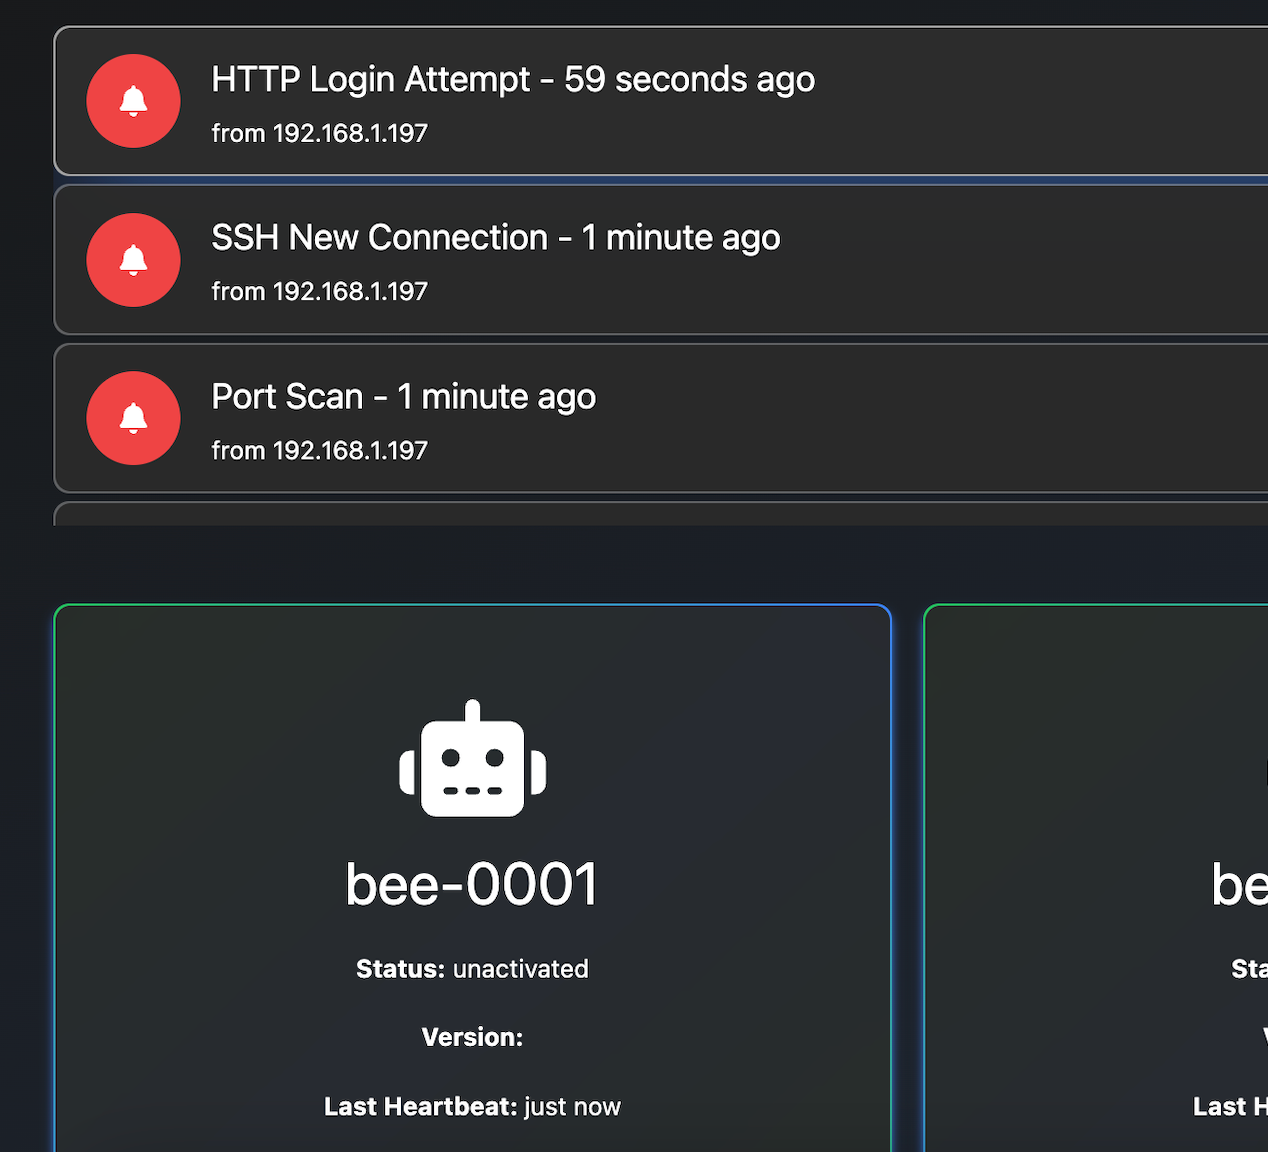 HTTP Login Attempt - 59 seconds ago
from 192.168.1.197
SSH New Connection - 1 minute ago
from 192.168.1.197
Port Scan - 1 minute ago
from 192.168.1.197
bee-0001
Status: unactivated
Version:
Last Heartbeat: just now
be
Sta
Last H